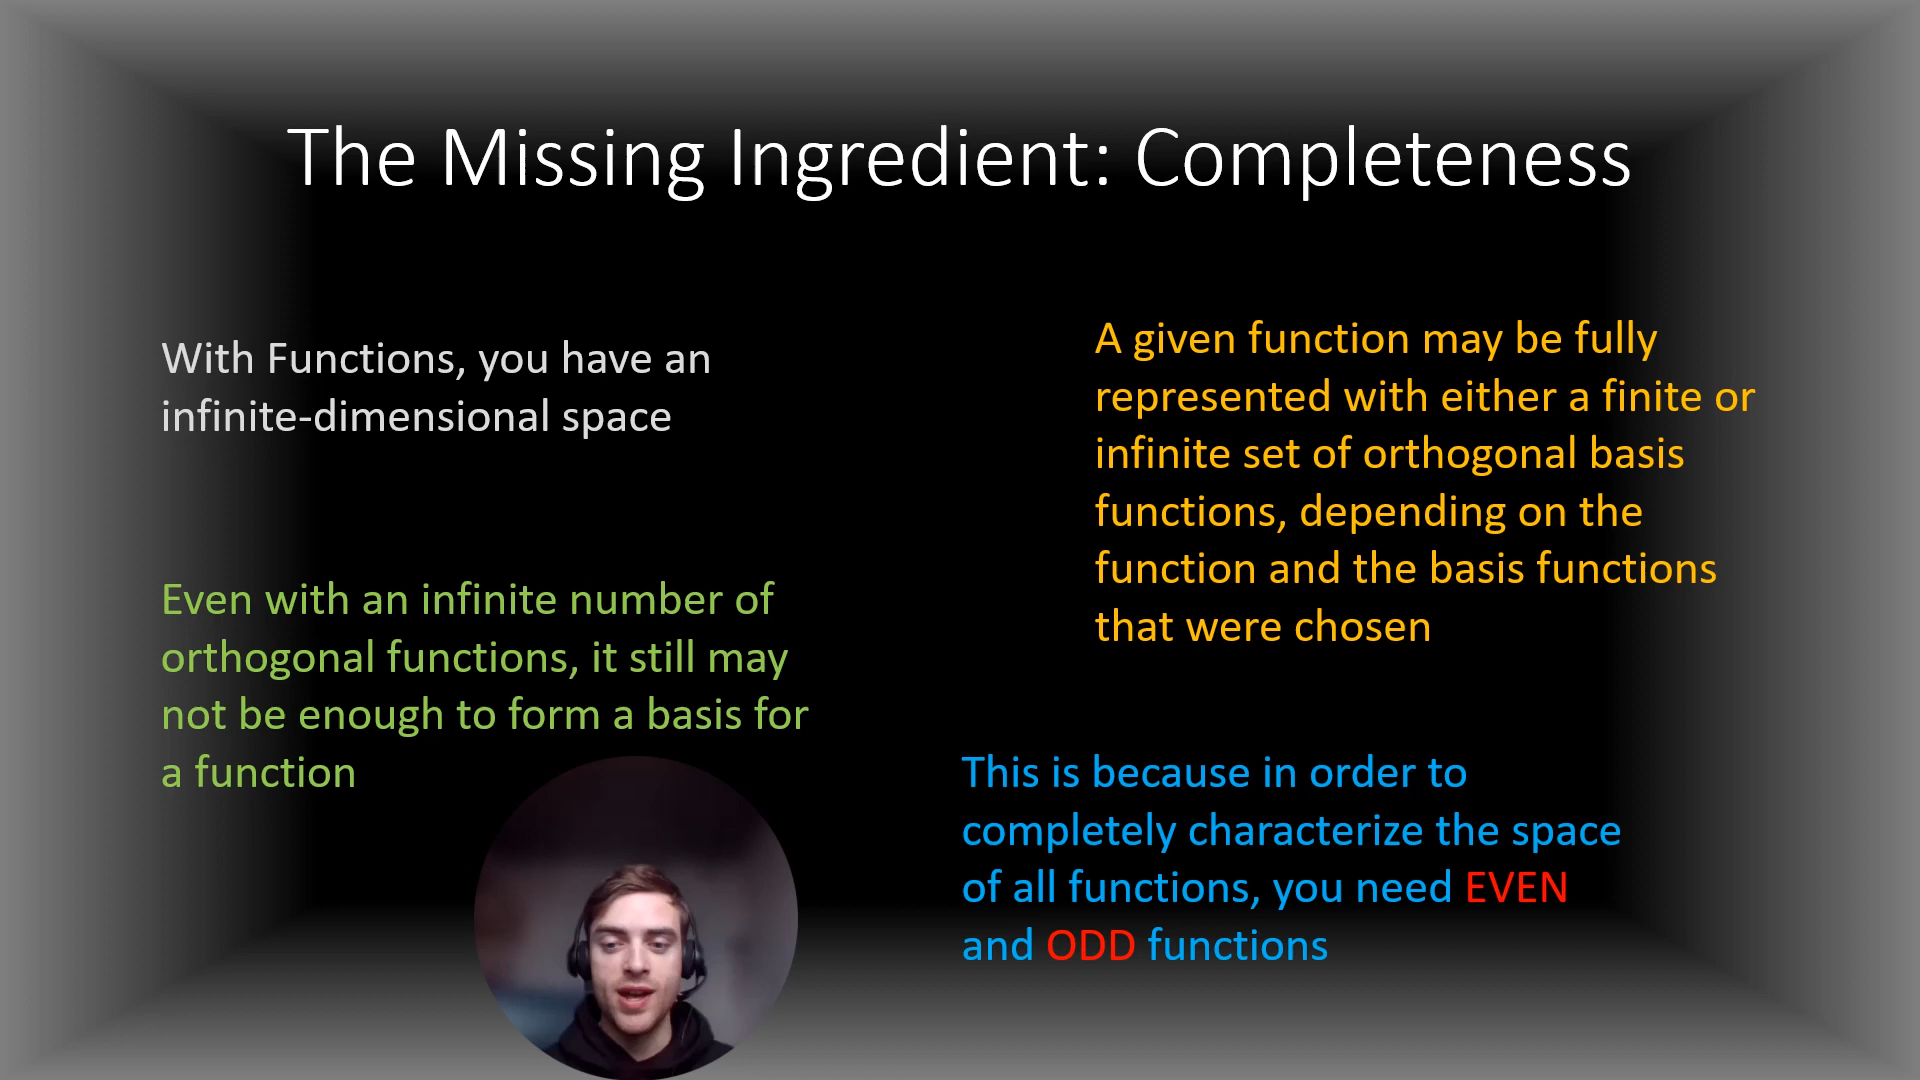 The Missing Ingredient: Completeness
With Functions, you have an
infinite-dimensional space
Even with an infinite number of
orthogonal functions, it still may
not be enough to form a basis for
a function
A given function may be fully
represented with either a finite or
infinite set of orthogonal basis
functions, depending on the
function and the basis functions
that were chosen
This is because in order to
completely characterize the space
of all functions, you need EVEN
and ODD functions